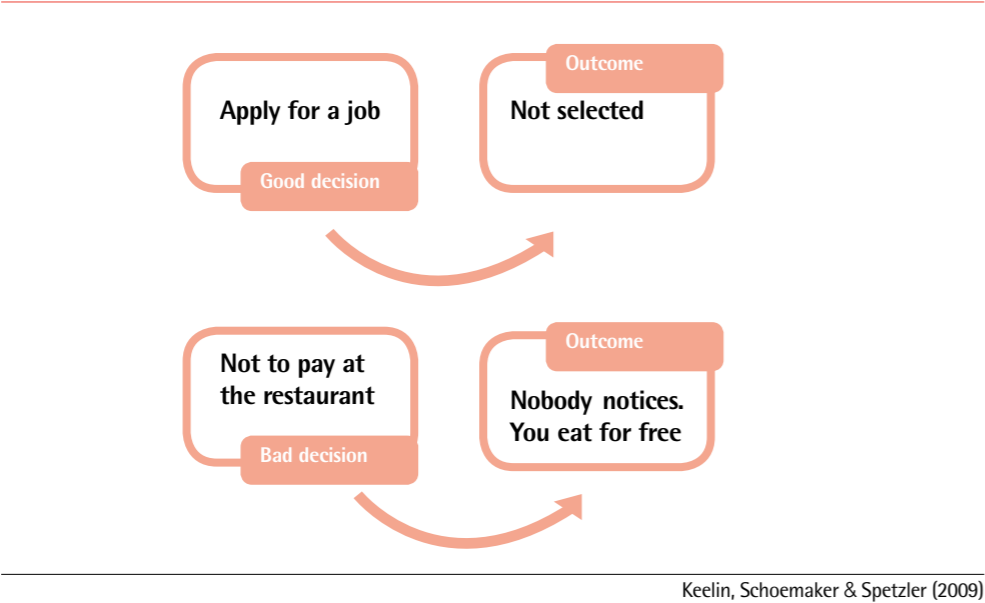 Outcome
Apply for a job
Not selected
Good decision
Outcome
Not to pay at
the restaurant
Nobody notices.
You eat for free
Bad decision
Keelin, Schoemaker & Spetzler (2009)